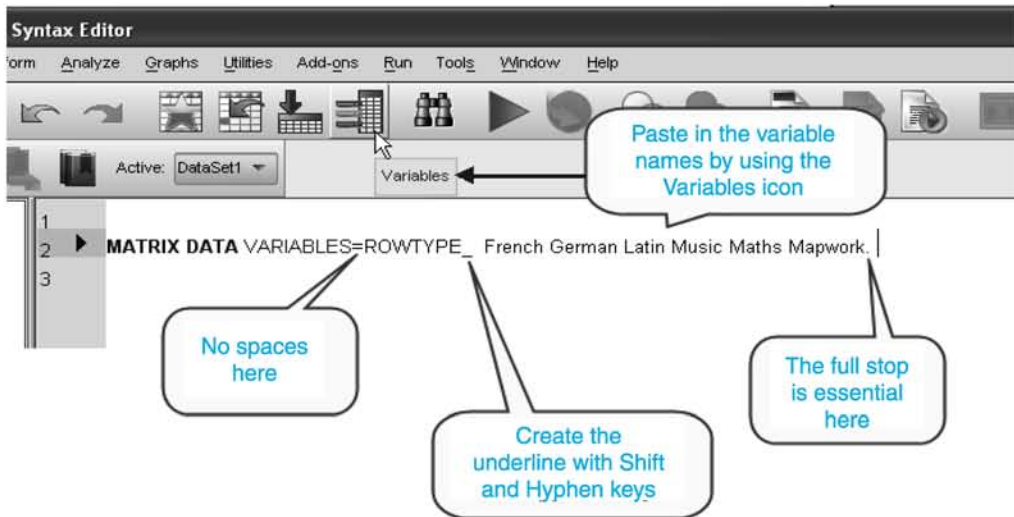 Syntax Editor
form Analyze Graphs Utilities Add-ons Run Tools Window Help
Active: DataSet1
Variables
Paste in the variable
names by using the
Variables icon
1
2 MATRIX DATA VARIABLES=ROWTYPE_ French German Latin Music Maths Mapwork.
3
No spaces
here
Create the
underline with Shift
and Hyphen keys
The full stop
is essential
here